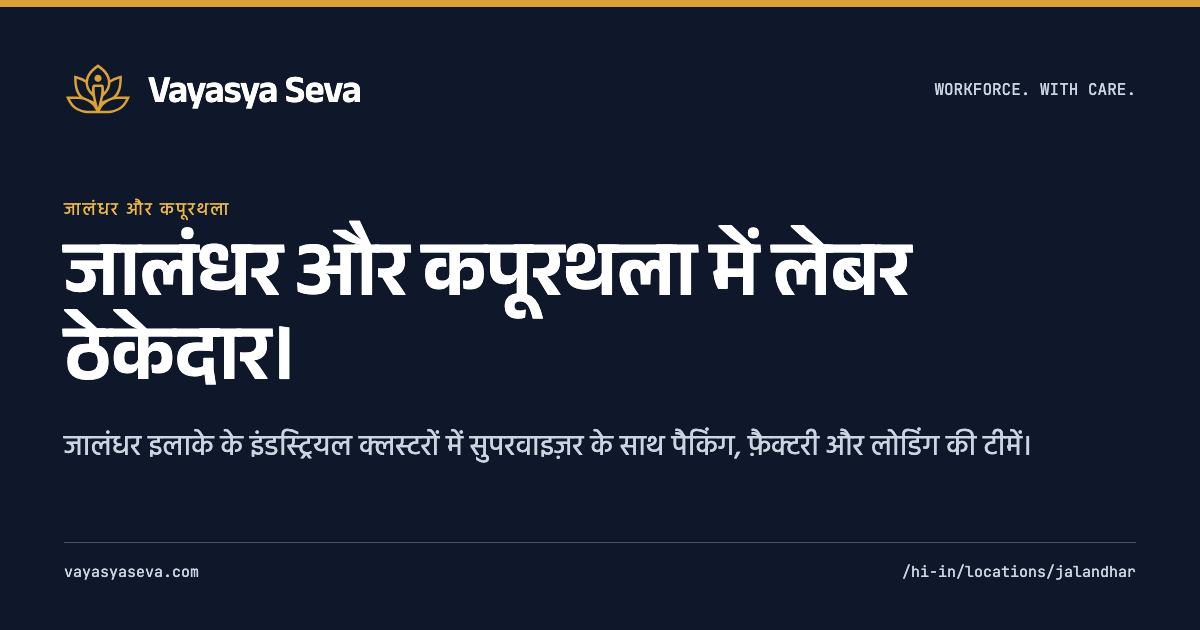 Vayasya Seva
WORKFORCE. WITH CARE.
जालंधर और कपूरथला
जालंधर और कपूरथला में लेबर
ठेकेदार।
जालंधर इलाके के इंडस्ट्रियल क्लस्टरों में सुपरवाइज़र के साथ पैकिंग, फ़ैक्टरी और लोडिंग की टीमें।
vayasyaseva.com
/hi-in/locations/jalandhar